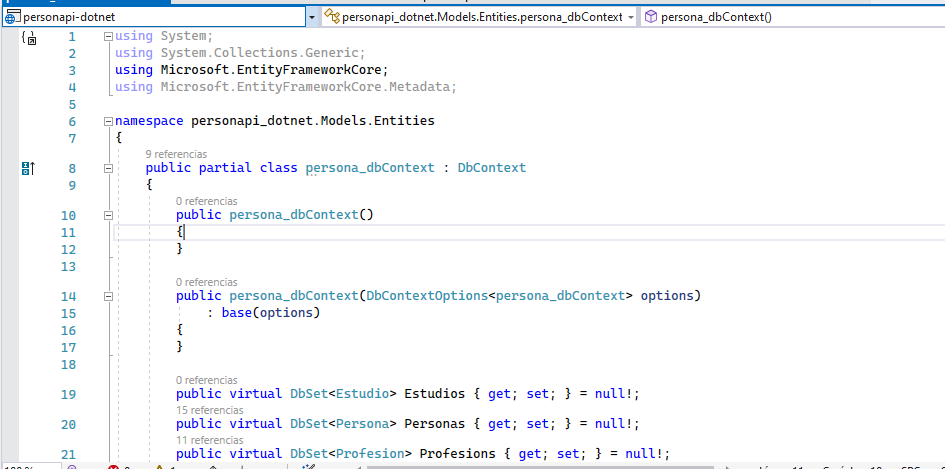 personapi-dotnet
personapi_dotnet.Models.Entities.persona_dbContext
persona_dbContext()
1 using System;
2 using System.Collections.Generic;
3 using Microsoft.EntityFrameworkCore;
4 using Microsoft.EntityFrameworkCore.Metadata;
5
6 namespace personapi_dotnet.Models.Entities
7 {
9 referencias
8 public partial class persona_dbContext : DbContext
9 {
0 referencias
10 public persona_dbContext()
11 {
12 }
13
0 referencias
14 public persona_dbContext(DbContextOptions<persona_dbContext> options)
15 : base(options)
16 {
17 }
18
0 referencias
19 public virtual DbSet<Estudio> Estudios { get; set; } = null!;
15 referencias
20 public virtual DbSet<Persona> Personas { get; set; } = null!;
11 referencias
21 public virtual DbSet<Profesion> Profesions { get; set; } = null!;